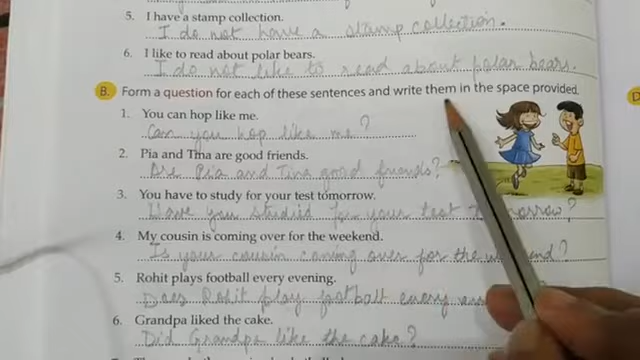 5. I have a stamp collection.
I do not have a stamp collection.
6. I like to read about polar bears.
I do not like to read about polar bears.
B. Form a question for each of these sentences and write them in the space provided.
1. You can hop like me.
Can you hop like me?
2. Pia and Tina are good friends.
Are Pia and Tina good friends?
3. You have to study for your test tomorrow.
Have you studied for your test
4. My cousin is coming over for the weekend.
Is your cousin coming over for the
5. Rohit plays football every evening.
Does Rohit play football every
6. Grandpa liked the cake.
Did Grandpa like the cake?